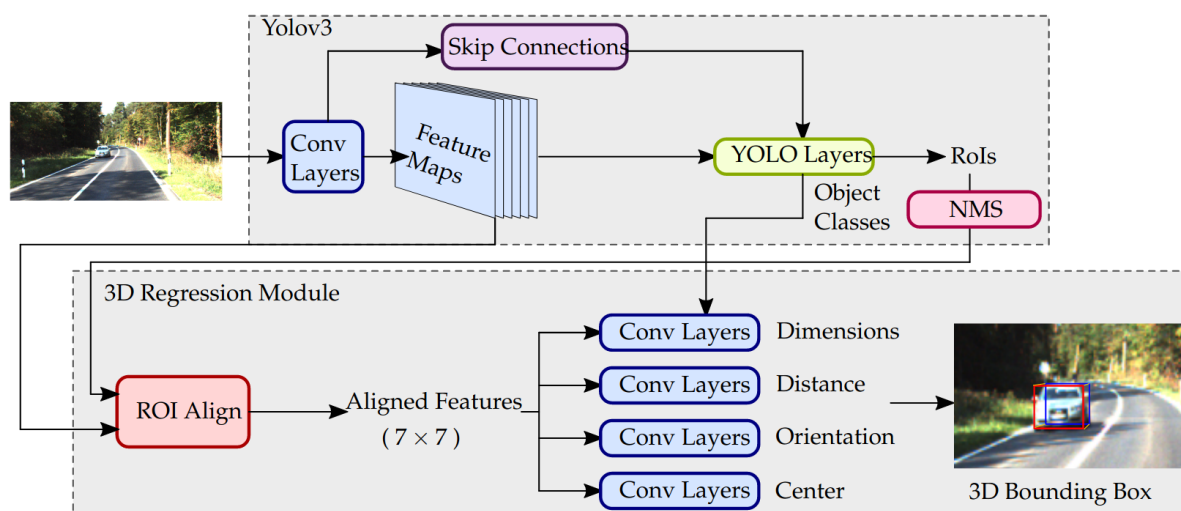 Yolov3
Skip Connections
Conv
Layers
Feature
Maps
YOLO Layers
RoIs
Object
Classes
NMS
3D Regression Module
Conv Layers
Dimensions
ROI Align
Aligned Features
( 7 × 7 )
Conv Layers
Distance
Conv Layers
Orientation
Conv Layers
Center
3D Bounding Box